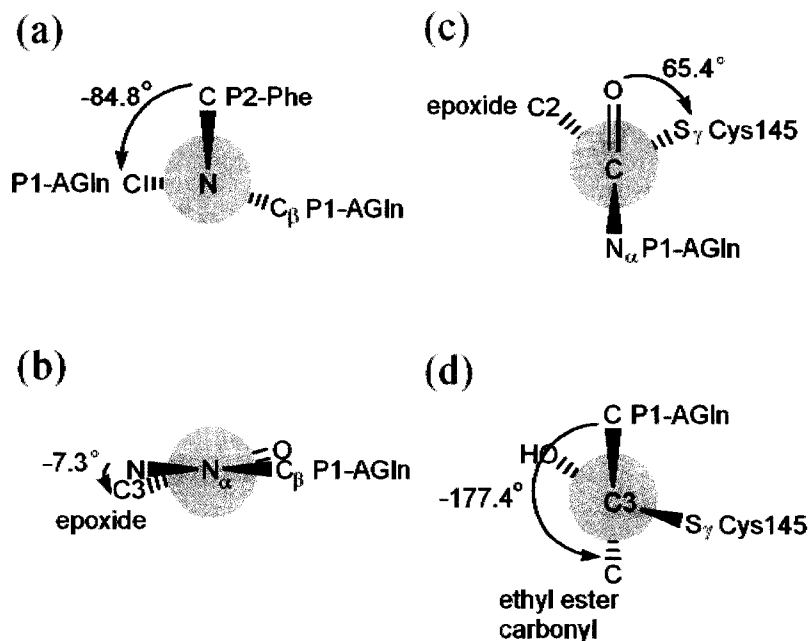 (a)
-84.8°
C P2-Phe
P1-AGln C
N
Cβ P1-AGln
(c)
65.4°
O
epoxide C2
Sγ Cys145
C
Nα P1-AGln
(b)
-7.3°
N
Nα
O
Cβ P1-AGln
C3
epoxide
(d)
C P1-AGln
HO
-177.4°
C3
Sγ Cys145
C
ethyl ester
carbonyl